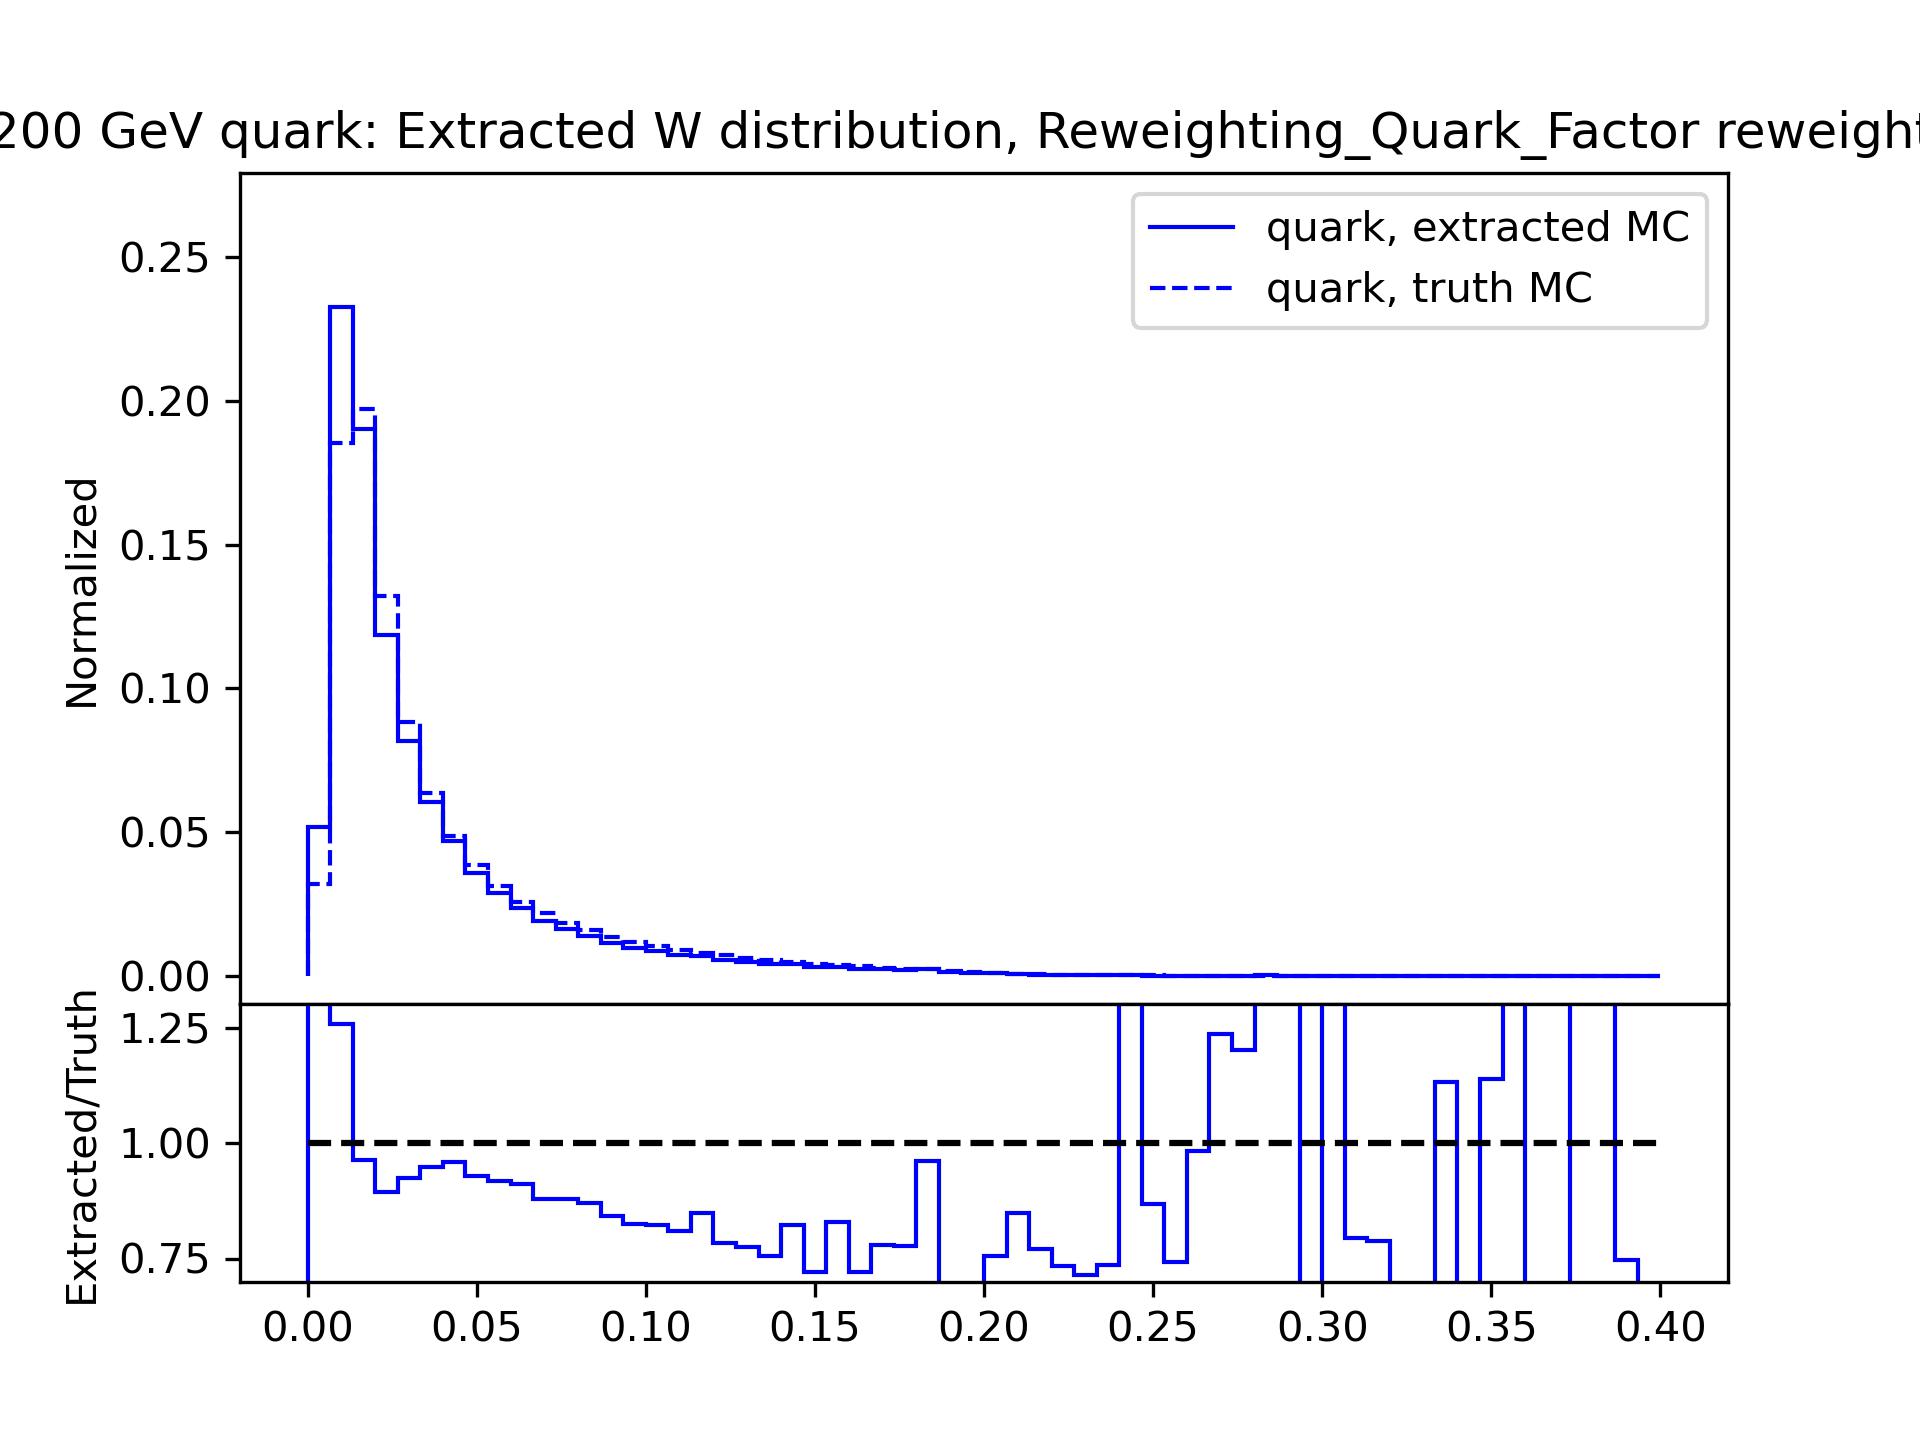 200 GeV quark: Extracted W distribution, Reweighting_Quark_Factor reweight
quark, extracted MC
quark, truth MC
Normalized
0.25
0.20
0.15
0.10
0.05
0.00
Extracted/Truth
1.25
1.00
0.75
0.00 0.05 0.10 0.15 0.20 0.25 0.30 0.35 0.40